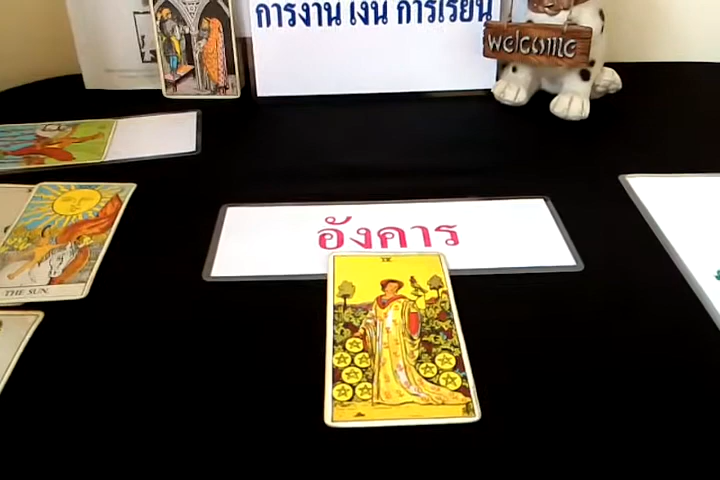 การงาน เงิน การเรียน
welcome
อังคาร
IX
THE SUN.